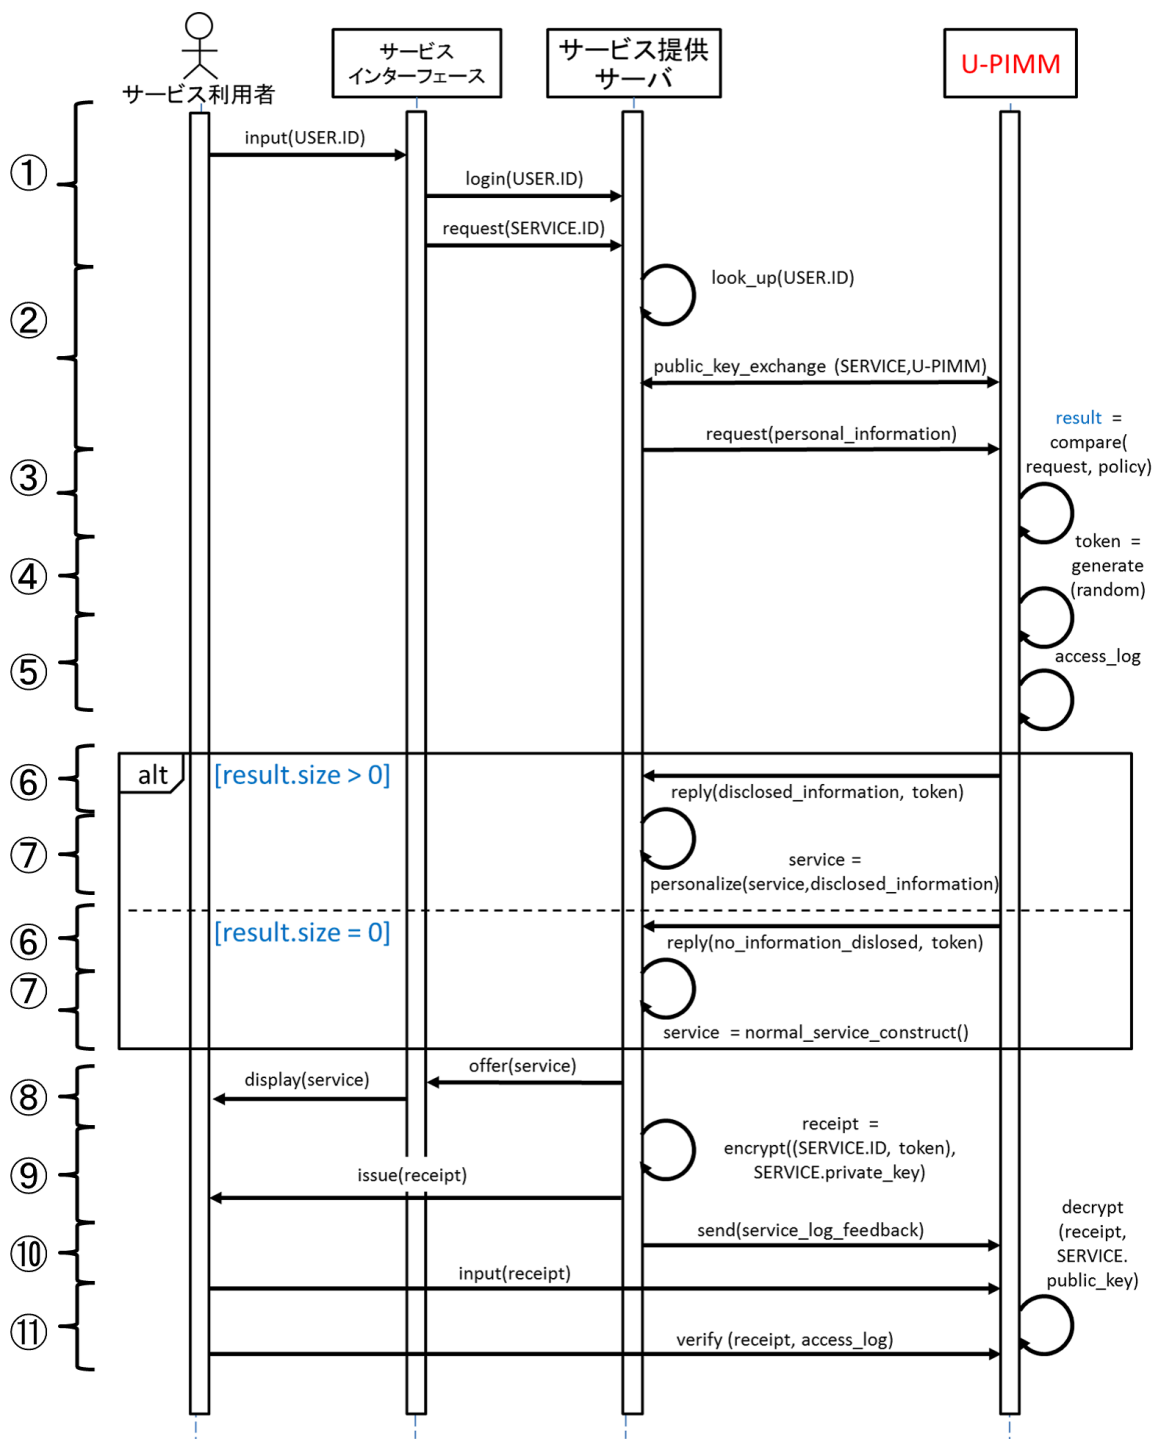 サービス利用者
サービス
インターフェース
サービス提供
サーバ
U-PIMM
①
input(USER.ID)
login(USER.ID)
request(SERVICE.ID)
②
look_up(USER.ID)
public_key_exchange (SERVICE,U-PIMM)
request(personal_information)
③
result =
compare(
request, policy)
④
token =
generate
(random)
⑤
access_log
alt
[result.size > 0]
⑥
reply(disclosed_information, token)
⑦
service =
personalize(service,disclosed_information)
[result.size = 0]
⑥
reply(no_information_dislosed, token)
⑦
service = normal_service_construct()
⑧
offer(service)
display(service)
⑨
receipt =
encrypt((SERVICE.ID, token),
SERVICE.private_key)
issue(receipt)
⑩
send(service_log_feedback)
decrypt
(receipt,
SERVICE.
public_key)
input(receipt)
⑪
verify (receipt, access_log)